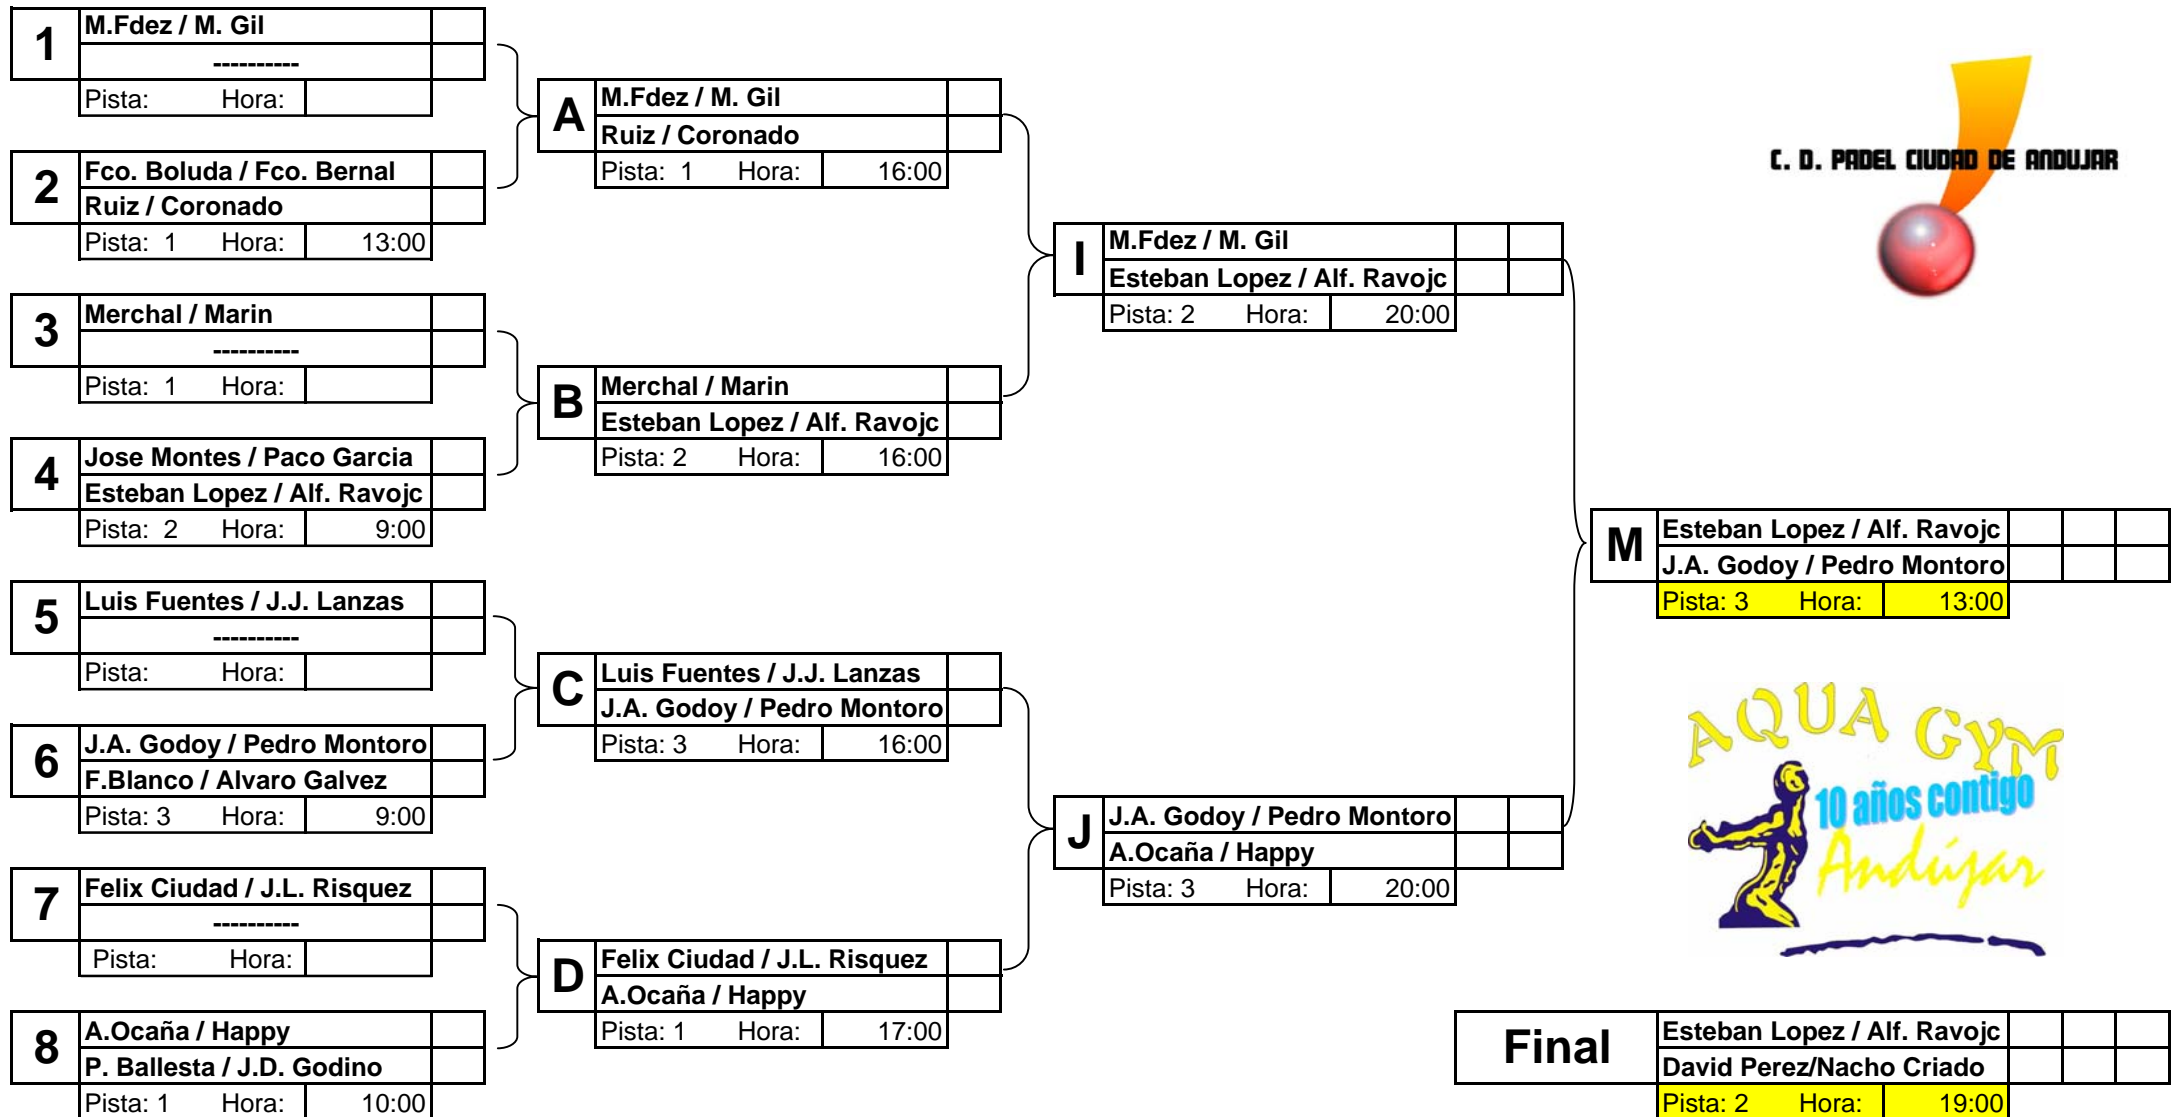 1
M.Fdez / M. Gil
----------
Pista: Hora:
2
Fco. Boluda / Fco. Bernal
Ruiz / Coronado
Pista: 1 Hora: 13:00
3
Merchal / Marin
----------
Pista: 1 Hora:
4
Jose Montes / Paco Garcia
Esteban Lopez / Alf. Ravojc
Pista: 2 Hora: 9:00
5
Luis Fuentes / J.J. Lanzas
----------
Pista: Hora:
6
J.A. Godoy / Pedro Montoro
F.Blanco / Alvaro Galvez
Pista: 3 Hora: 9:00
7
Felix Ciudad / J.L. Risquez
----------
Pista: Hora:
8
A.Ocaña / Happy
P. Ballesta / J.D. Godino
Pista: 1 Hora: 10:00
A
M.Fdez / M. Gil
Ruiz / Coronado
Pista: 1 Hora: 16:00
B
Merchal / Marin
Esteban Lopez / Alf. Ravojc
Pista: 2 Hora: 16:00
C
Luis Fuentes / J.J. Lanzas
J.A. Godoy / Pedro Montoro
Pista: 3 Hora: 16:00
D
Felix Ciudad / J.L. Risquez
A.Ocaña / Happy
Pista: 1 Hora: 17:00
I
M.Fdez / M. Gil
Esteban Lopez / Alf. Ravojc
Pista: 2 Hora: 20:00
J
J.A. Godoy / Pedro Montoro
A.Ocaña / Happy
Pista: 3 Hora: 20:00
C. D. PADEL CIUDAD DE ANDUJAR
M
Esteban Lopez / Alf. Ravojc
J.A. Godoy / Pedro Montoro
Pista: 3 Hora: 13:00
AQUA GYM
10 años contigo
Andújar
Final
Esteban Lopez / Alf. Ravojc
David Perez/Nacho Criado
Pista: 2 Hora: 19:00